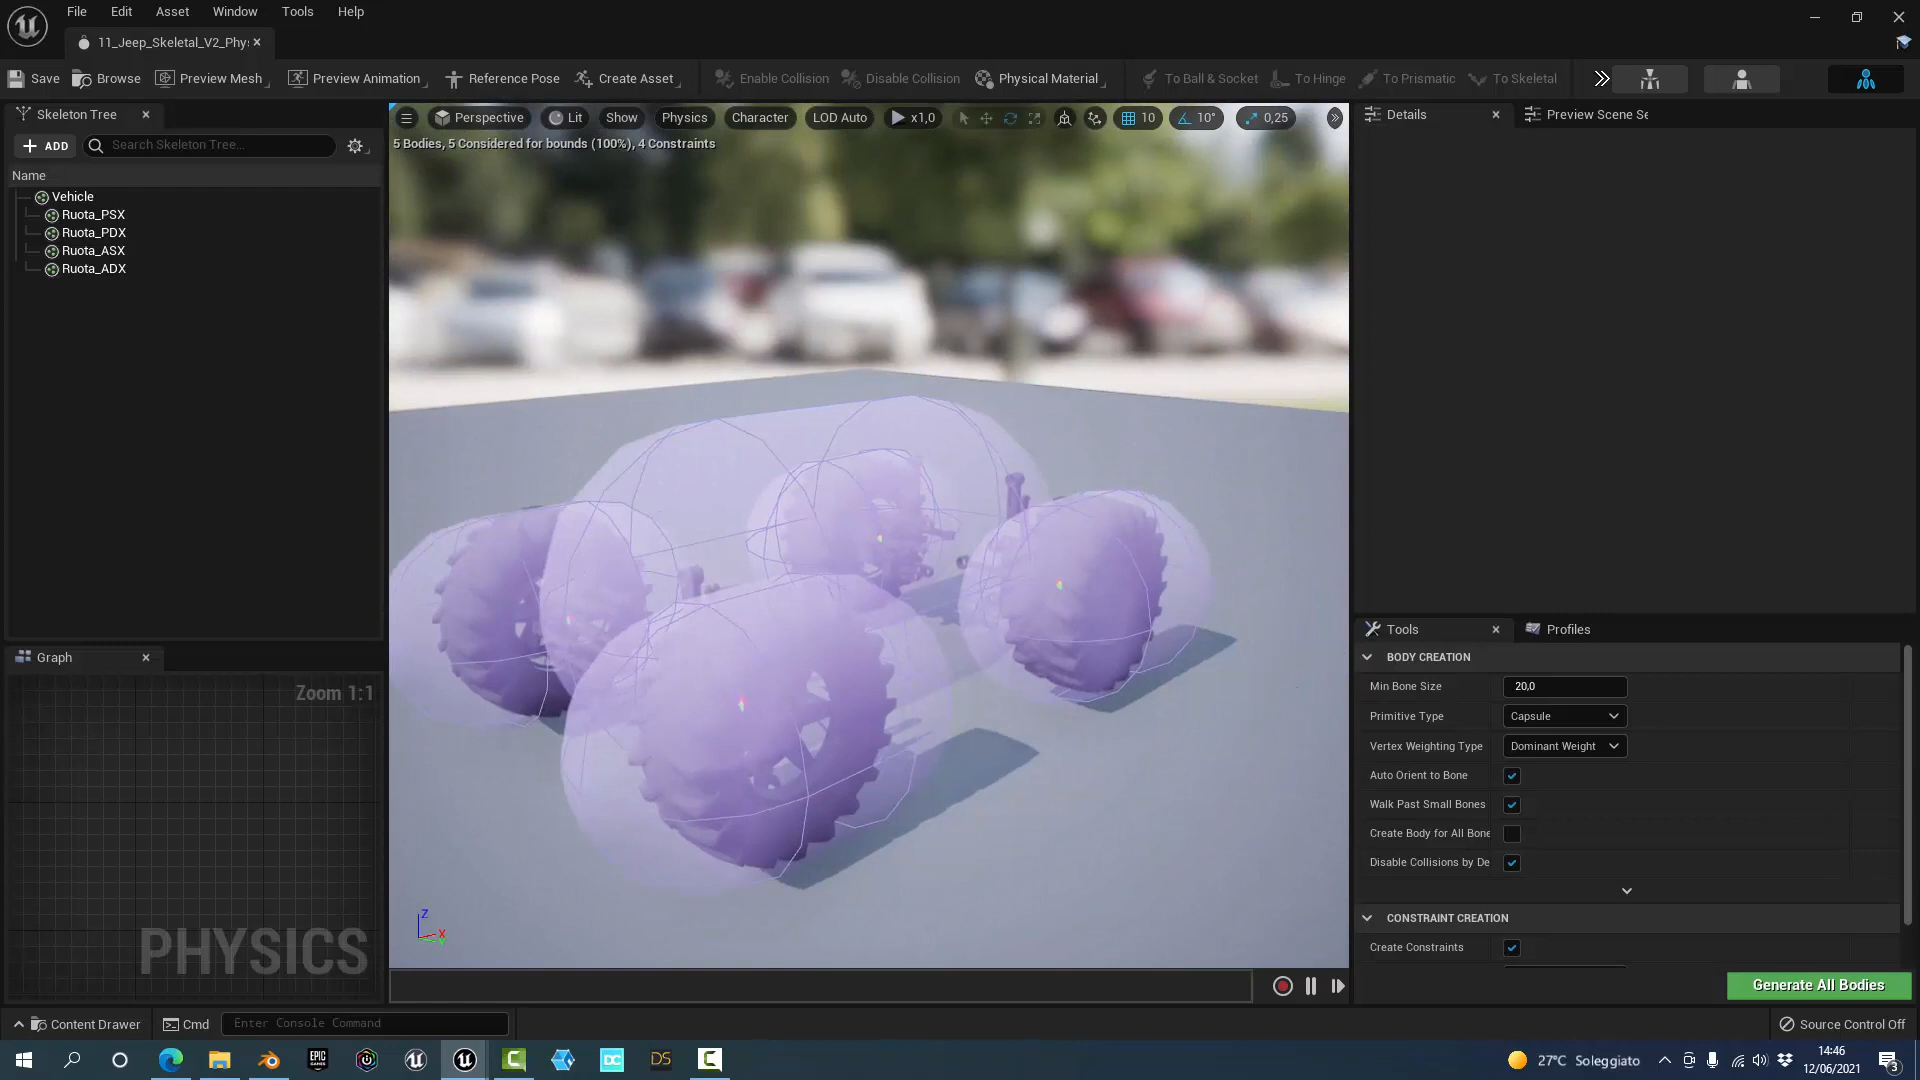 File Edit Asset Window Tools Help
11_Jeep_Skeletal_V2_Phy
Save Browse Preview Mesh Preview Animation Reference Pose Create Asset Enable Collision Disable Collision Physical Material To Ball & Socket To Hinge To Prismatic To Skeletal
Skeleton Tree
ADD Search Skeleton Tree...
Name
Vehicle
Ruota_PSX
Ruota_PDX
Ruota_ASX
Ruota_ADX
Perspective Lit Show Physics Character LOD Auto x1,0 10 10° 0,25
5 Bodies, 5 Considered for bounds (100%), 4 Constraints
Z
X
Y
Graph
Zoom 1:1
PHYSICS
Details Preview Scene Se
Tools Profiles
BODY CREATION
Min Bone Size 20,0
Primitive Type Capsule
Vertex Weighting Type Dominant Weight
Auto Orient to Bone
Walk Past Small Bones
Create Body for All Bone
Disable Collisions by De
CONSTRAINT CREATION
Create Constraints
Generate All Bodies
Content Drawer Cmd Enter Console Command Source Control Off
EPIC GAMES DC DS 27°C Soleggiato 14:46
12/06/2021 3